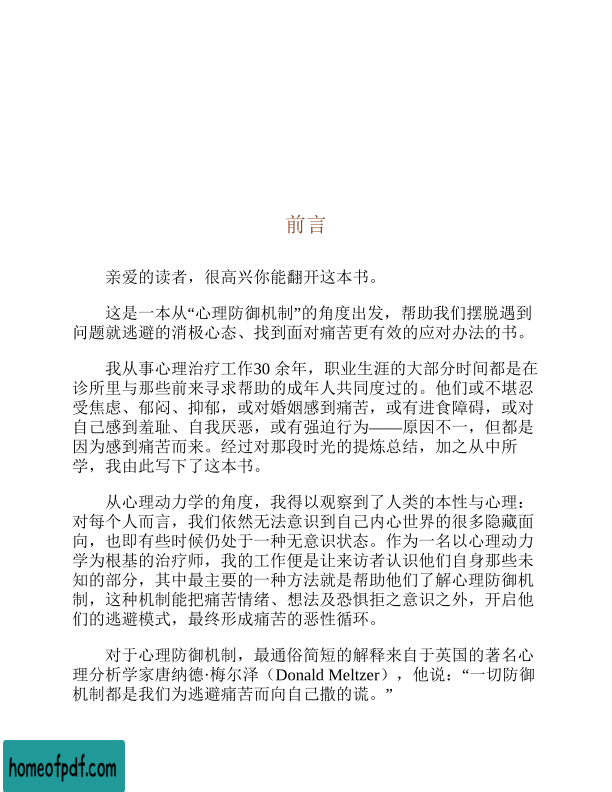 前言
亲爱的读者，很高兴你能翻开这本书。
这是一本从“心理防御机制”的角度出发，帮助我们摆脱遇到
问题就逃避的消极心态、找到面对痛苦更有效的应对办法的书。
我从事心理治疗工作30 余年，职业生涯的大部分时间都是在
诊所里与那些前来寻求帮助的成年人共同度过的。他们或不堪忍
受焦虑、郁闷、抑郁，或对婚姻感到痛苦，或有进食障碍，或对
自己感到羞耻、自我厌恶，或有强迫行为——原因不一，但都是
因为感到痛苦而来。经过对那段时光的提炼总结，加之从中所
学，我由此写下了这本书。
从心理动力学的角度，我得以观察到了人类的本性与心理：
对每个人而言，我们依然无法意识到自己内心世界的很多隐藏面
向，也即有些时候仍处于一种无意识状态。作为一名以心理动力
学为根基的治疗师，我的工作便是让来访者认识他们自身那些未
知的部分，其中最主要的一种方法就是帮助他们了解心理防御机
制，这种机制能把痛苦情绪、想法及恐惧拒之意识之外，开启他
们的逃避模式，最终形成痛苦的恶性循环。
对于心理防御机制，最通俗简短的解释来自于英国的著名心
理分析学家唐纳德·梅尔泽（Donald Meltzer），他说：“一切防御
机制都是我们为逃避痛苦而向自己撒的谎。”
homeofpdf.com